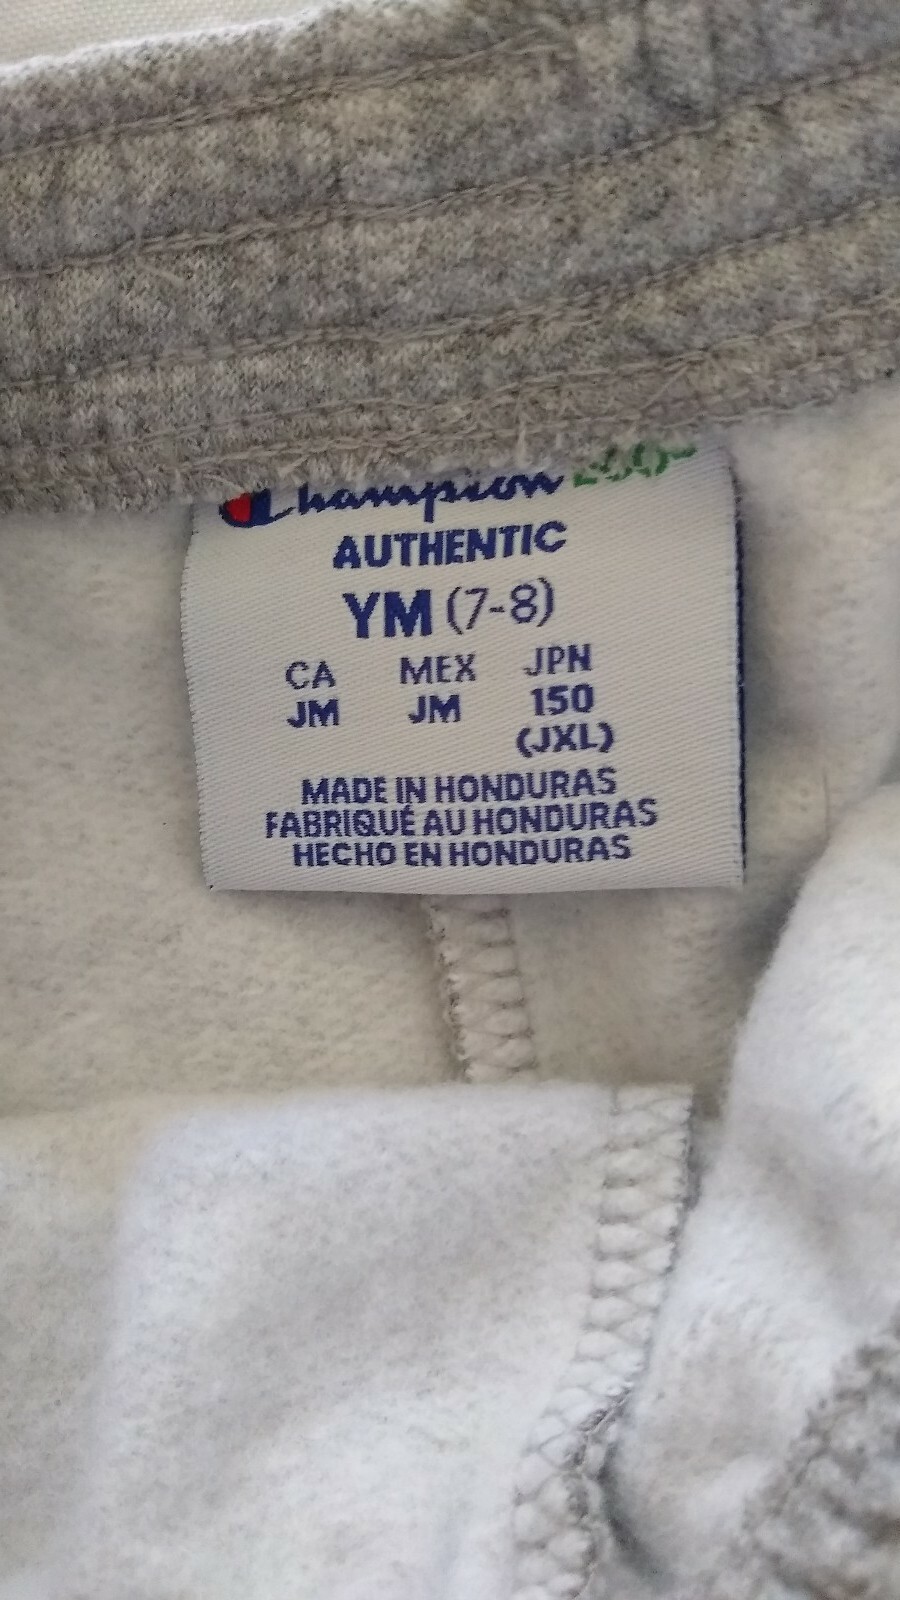 Champion
AUTHENTIC
YM (7-8)
CA MEX JPN
JM JM 150
(JXL)
MADE IN HONDURAS
FABRIQUÉ AU HONDURAS
HECHO EN HONDURAS